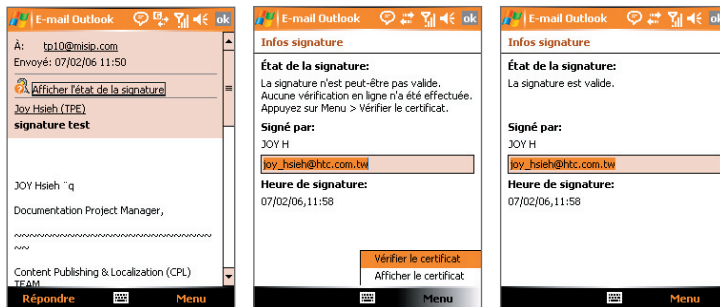 E-mail Outlook
ok
À: tp10@misip.com
Envoyé: 07/02/06 11:50
Afficher l'état de la signature
Joy Hsieh (TPE)
signature test
JOY Hsieh ¨q
Documentation Project Manager,
~~~~~~~~~~~~~~~~~~~~~~~~~~~~
~~
Content Publishing & Localization (CPL)
TEAM
Répondre
Menu
E-mail Outlook
ok
Infos signature
État de la signature:
La signature n'est peut-être pas valide.
Aucune vérification en ligne n'a été effectuée.
Appuyez sur Menu > Vérifier le certificat.
Signé par:
JOY H
joy_hsieh@htc.com.tw
Heure de signature:
07/02/06,11:58
Vérifier le certificat
Afficher le certificat
Menu
E-mail Outlook
ok
Infos signature
État de la signature:
La signature est valide.
Signé par:
JOY H
joy_hsieh@htc.com.tw
Heure de signature:
07/02/06,11:58
Menu